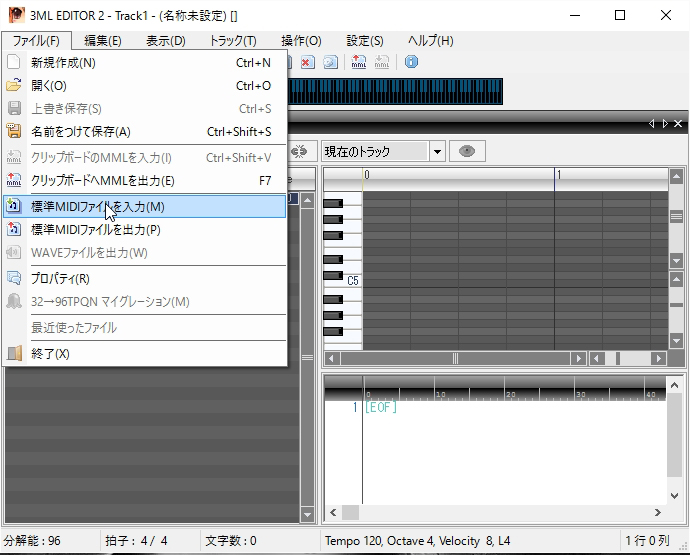 3ML EDITOR 2 - Track1 - (名称未設定) []
ファイル(F) 編集(E) 表示(D) トラック(T) 操作(O) 設定(S) ヘルプ(H)
新規作成(N) Ctrl+N
開く(O) Ctrl+O
上書き保存(S) Ctrl+S
名前をつけて保存(A) Ctrl+Shift+S
クリップボードのMMLを入力(I) Ctrl+Shift+V
クリップボードへMMLを出力(E) F7
標準MIDIファイルを入力(M)
標準MIDIファイルを出力(P)
WAVEファイルを出力(W)
プロパティ(R)
32→96TPQN マイグレーション(M)
最近使ったファイル
終了(X)
現在のトラック
0 1
C5
0 10 20 30 40
1 [EOF]
分解能 : 96 拍子 : 4 / 4 文字数 : 0 Tempo 120, Octave 4, Velocity 8, L4 1 行 0 列